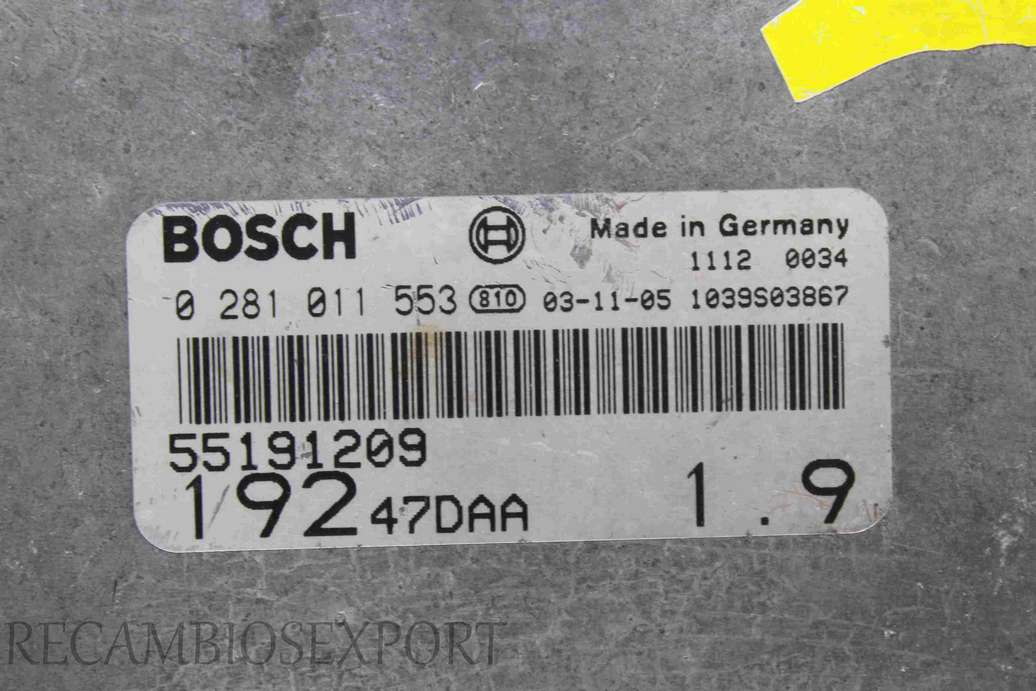 BOSCH
Made in Germany
1112 0034
0 281 011 553 810 03-11-05 1039S03867
55191209
192 47DAA 1.9
RECAMBIOSEXPORT